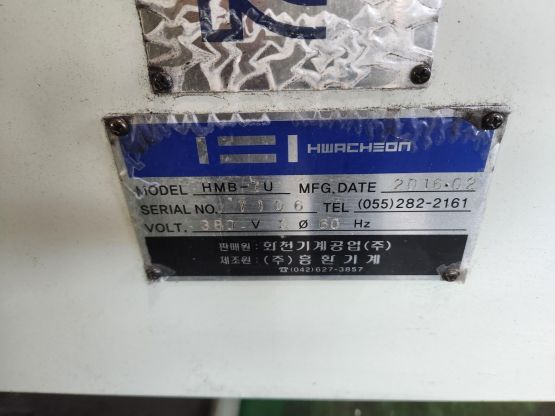 HWACHEON
MODEL HMB- U MFG,DATE 2016.02
SERIAL NO. TEL (055)282-2161
VOLT. V Ø 60 Hz
판매원 : 화천기계공업(주)
제조원 : (주) 흥환기계
☎(042)627-3857